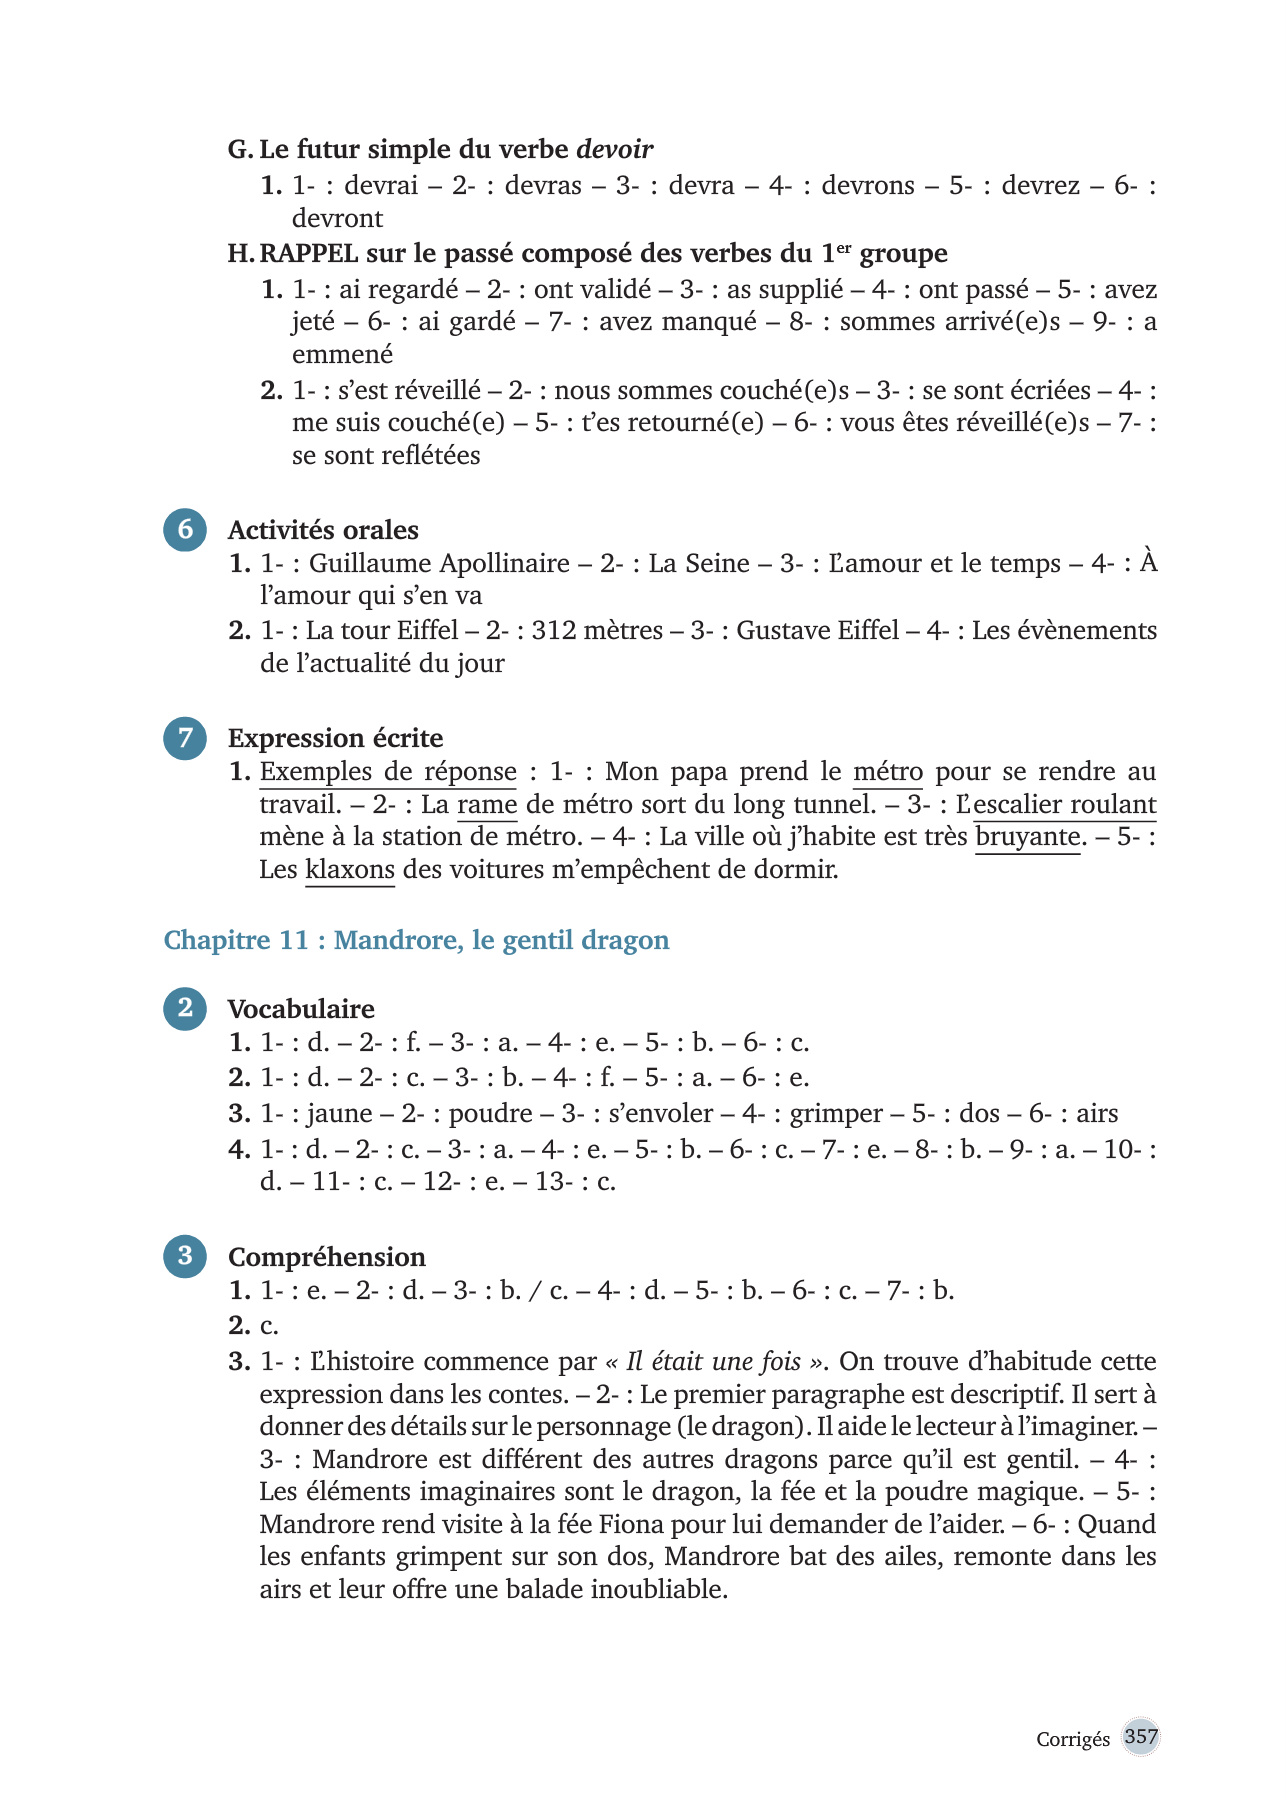 G. Le futur simple du verbe devoir
1. 1- : devrai – 2- : devras – 3- : devra – 4- : devrons – 5- : devrez – 6- :
devront
H. RAPPEL sur le passé composé des verbes du 1er groupe
1. 1- : ai regardé – 2- : ont validé – 3- : as supplié – 4- : ont passé – 5- : avez
jeté – 6- : ai gardé – 7- : avez manqué – 8- : sommes arrivé(e)s – 9- : a
emmené
2. 1- : s’est réveillé – 2- : nous sommes couché(e)s – 3- : se sont écriées – 4- :
me suis couché(e) – 5- : t’es retourné(e) – 6- : vous êtes réveillé(e)s – 7- :
se sont reflétées
6 Activités orales
1. 1- : Guillaume Apollinaire – 2- : La Seine – 3- : L’amour et le temps – 4- : À
l’amour qui s’en va
2. 1- : La tour Eiffel – 2- : 312 mètres – 3- : Gustave Eiffel – 4- : Les évènements
de l’actualité du jour
7 Expression écrite
1. Exemples de réponse : 1- : Mon papa prend le métro pour se rendre au
travail. – 2- : La rame de métro sort du long tunnel. – 3- : L’escalier roulant
mène à la station de métro. – 4- : La ville où j’habite est très bruyante. – 5- :
Les klaxons des voitures m’empêchent de dormir.
Chapitre 11 : Mandrore, le gentil dragon
2 Vocabulaire
1. 1- : d. – 2- : f. – 3- : a. – 4- : e. – 5- : b. – 6- : c.
2. 1- : d. – 2- : c. – 3- : b. – 4- : f. – 5- : a. – 6- : e.
3. 1- : jaune – 2- : poudre – 3- : s’envoler – 4- : grimper – 5- : dos – 6- : airs
4. 1- : d. – 2- : c. – 3- : a. – 4- : e. – 5- : b. – 6- : c. – 7- : e. – 8- : b. – 9- : a. – 10- :
d. – 11- : c. – 12- : e. – 13- : c.
3 Compréhension
1. 1- : e. – 2- : d. – 3- : b. / c. – 4- : d. – 5- : b. – 6- : c. – 7- : b.
2. c.
3. 1- : L’histoire commence par « Il était une fois ». On trouve d’habitude cette
expression dans les contes. – 2- : Le premier paragraphe est descriptif. Il sert à
donner des détails sur le personnage (le dragon). Il aide le lecteur à l’imaginer. –
3- : Mandrore est différent des autres dragons parce qu’il est gentil. – 4- :
Les éléments imaginaires sont le dragon, la fée et la poudre magique. – 5- :
Mandrore rend visite à la fée Fiona pour lui demander de l’aider. – 6- : Quand
les enfants grimpent sur son dos, Mandrore bat des ailes, remonte dans les
airs et leur offre une balade inoubliable.
Corrigés 357